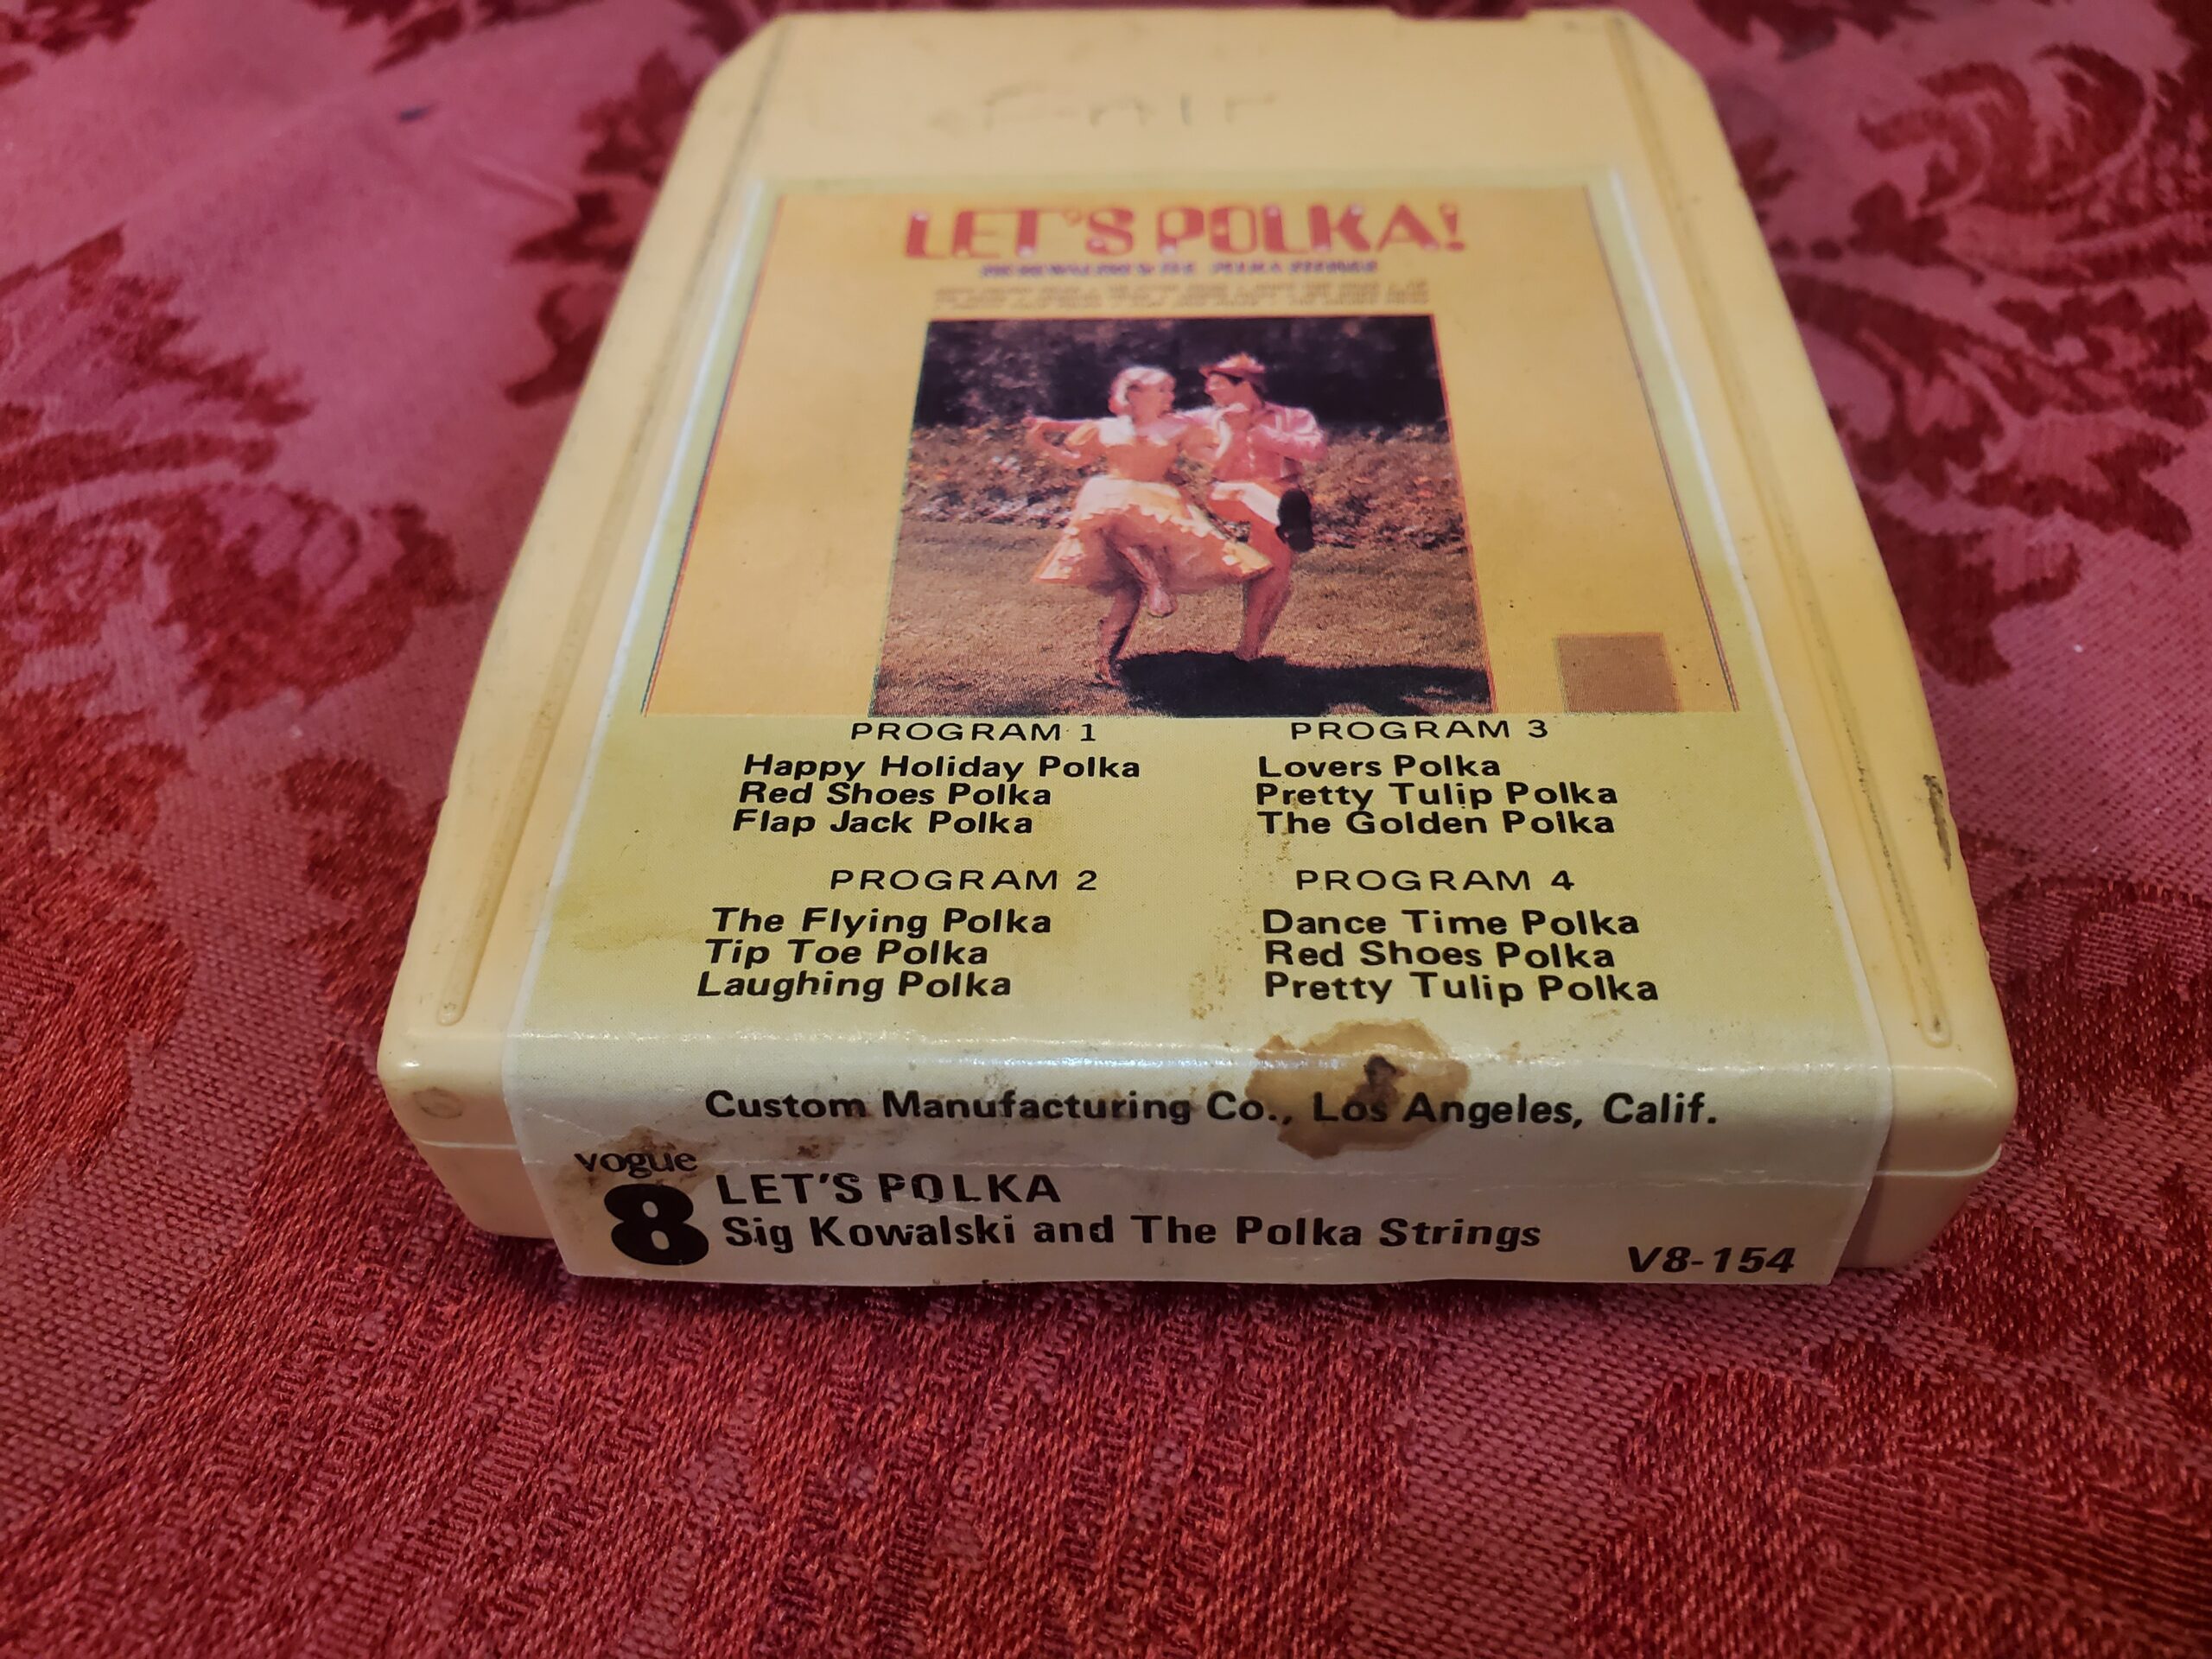 LET'S POLKA!
PROGRAM 1
Happy Holiday Polka
Red Shoes Polka
Flap Jack Polka
PROGRAM 2
The Flying Polka
Tip Toe Polka
Laughing Polka
PROGRAM 3
Lovers Polka
Pretty Tulip Polka
The Golden Polka
PROGRAM 4
Dance Time Polka
Red Shoes Polka
Pretty Tulip Polka
Custom Manufacturing Co., Los Angeles, Calif.
vogue
8
LET'S POLKA
Sig Kowalski and The Polka Strings
V8-154